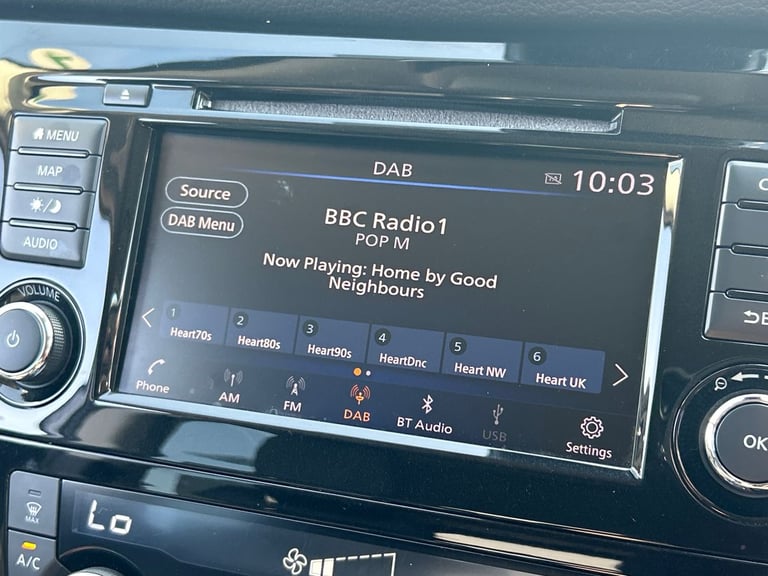 MENU
MAP
AUDIO
VOLUME
DAB
10:03
Source
DAB Menu
BBC Radio1
POP M
Now Playing: Home by Good
Neighbours
1 Heart70s
2 Heart80s
3 Heart90s
4 HeartDnc
5 Heart NW
6 Heart UK
Phone
AM
FM
DAB
BT Audio
USB
Settings
OK
MAX
A/C
Lo